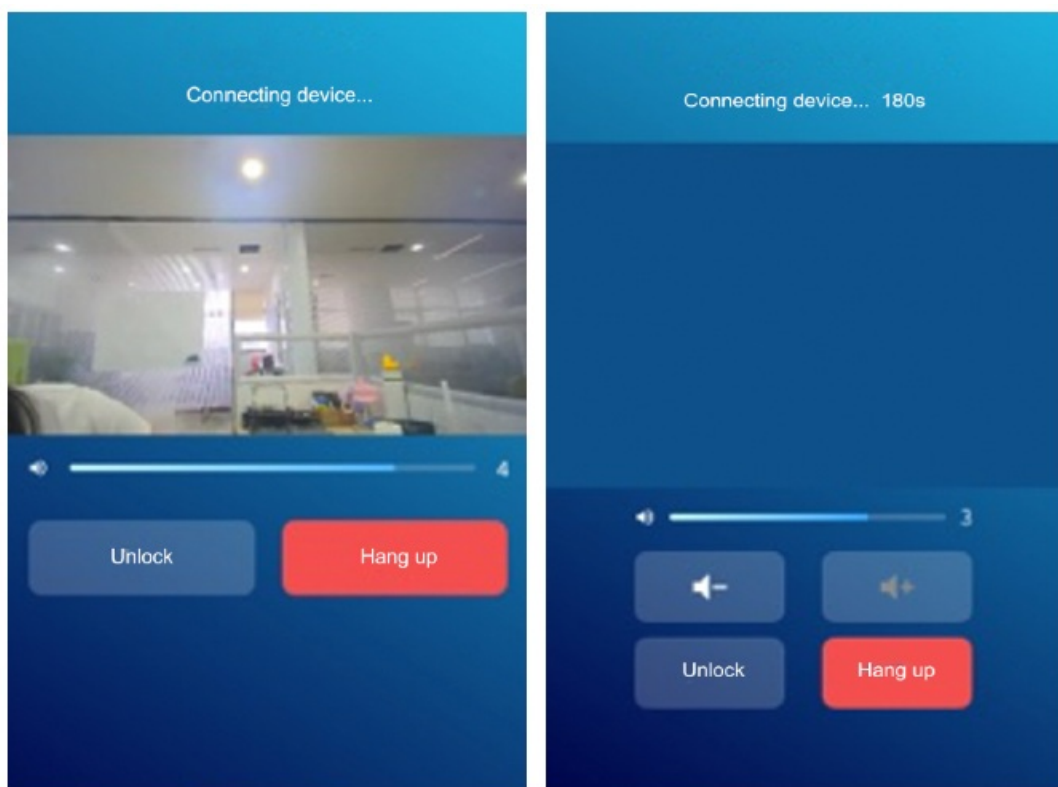 Connecting device...
4
Unlock
Hang up
Connecting device... 180s
3
Unlock
Hang up